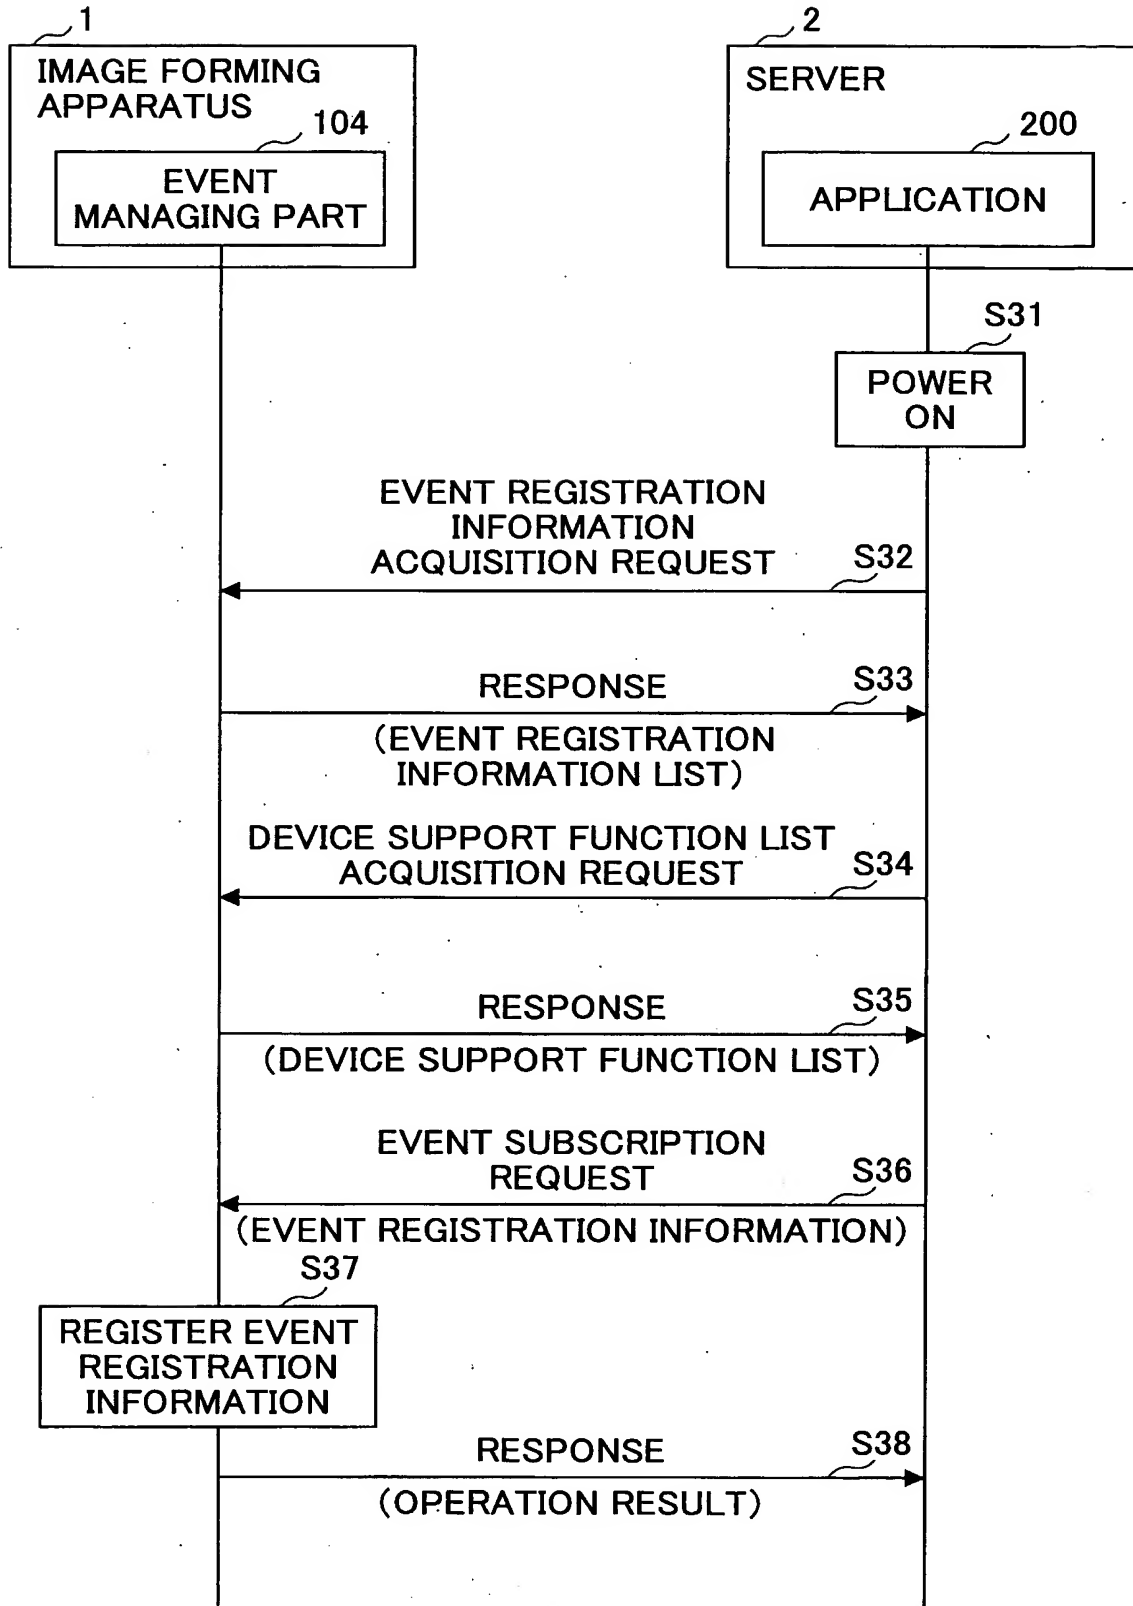 1
IMAGE FORMING
APPARATUS
104
EVENT
MANAGING PART
2
SERVER
200
APPLICATION
S31
POWER
ON
EVENT REGISTRATION
INFORMATION
ACQUISITION REQUEST
S32
RESPONSE
S33
(EVENT REGISTRATION
INFORMATION LIST)
DEVICE SUPPORT FUNCTION LIST
ACQUISITION REQUEST
S34
RESPONSE
S35
(DEVICE SUPPORT FUNCTION LIST)
EVENT SUBSCRIPTION
REQUEST
S36
(EVENT REGISTRATION INFORMATION)
S37
REGISTER EVENT
REGISTRATION
INFORMATION
RESPONSE
S38
(OPERATION RESULT)